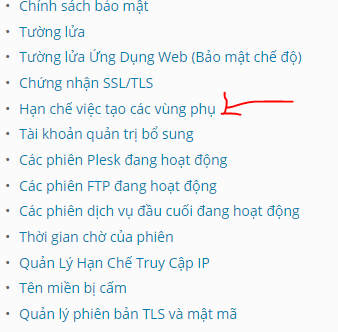 Chính sách bảo mật
Tường lửa
Tường lửa Ứng Dụng Web (Bảo mật chế độ)
Chứng nhận SSL/TLS
Hạn chế việc tạo các vùng phụ
Tài khoản quản trị bổ sung
Các phiên Plesk đang hoạt động
Các phiên FTP đang hoạt động
Các phiên dịch vụ đầu cuối đang hoạt động
Thời gian chờ của phiên
Quản Lý Hạn Chế Truy Cập IP
Tên miền bị cấm
Quản lý phiên bản TLS và mật mã